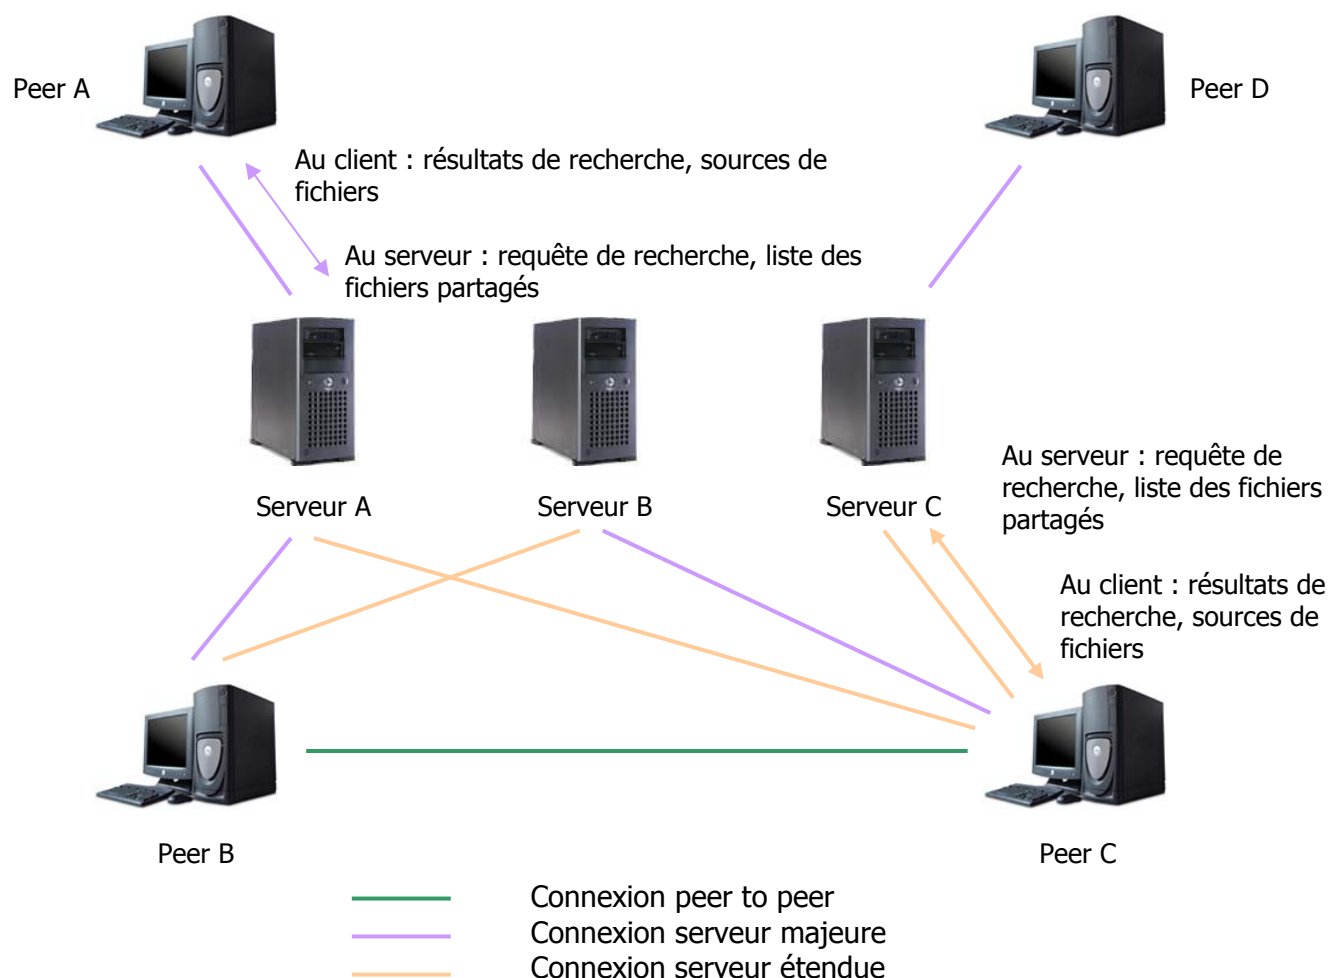 Peer A
Peer D
Au client : résultats de recherche, sources de
fichiers
Au serveur : requête de recherche, liste des
fichiers partagés
Serveur A
Serveur B
Serveur C
Au serveur : requête de
recherche, liste des fichiers
partagés
Au client : résultats de
recherche, sources de
fichiers
Peer B
Peer C
Connexion peer to peer
Connexion serveur majeure
Connexion serveur étendue